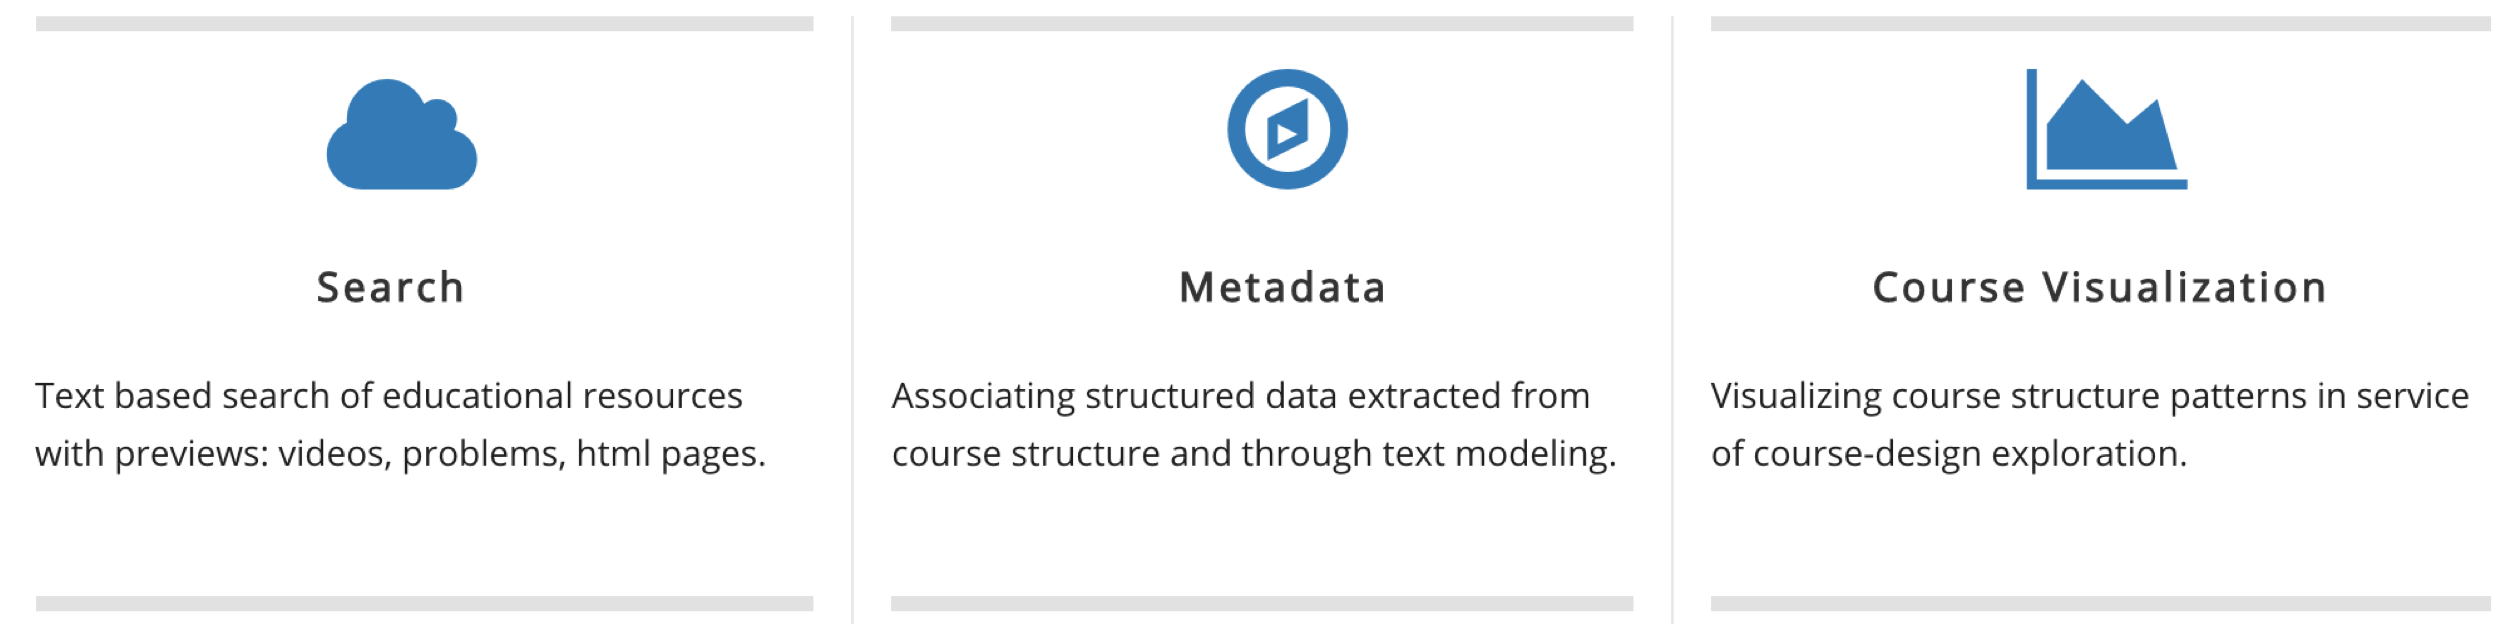 Search
Text based search of educational resources
with previews: videos, problems, html pages.
Metadata
Associating structured data extracted from
course structure and through text modeling.
Course Visualization
Visualizing course structure patterns in service
of course-design exploration.